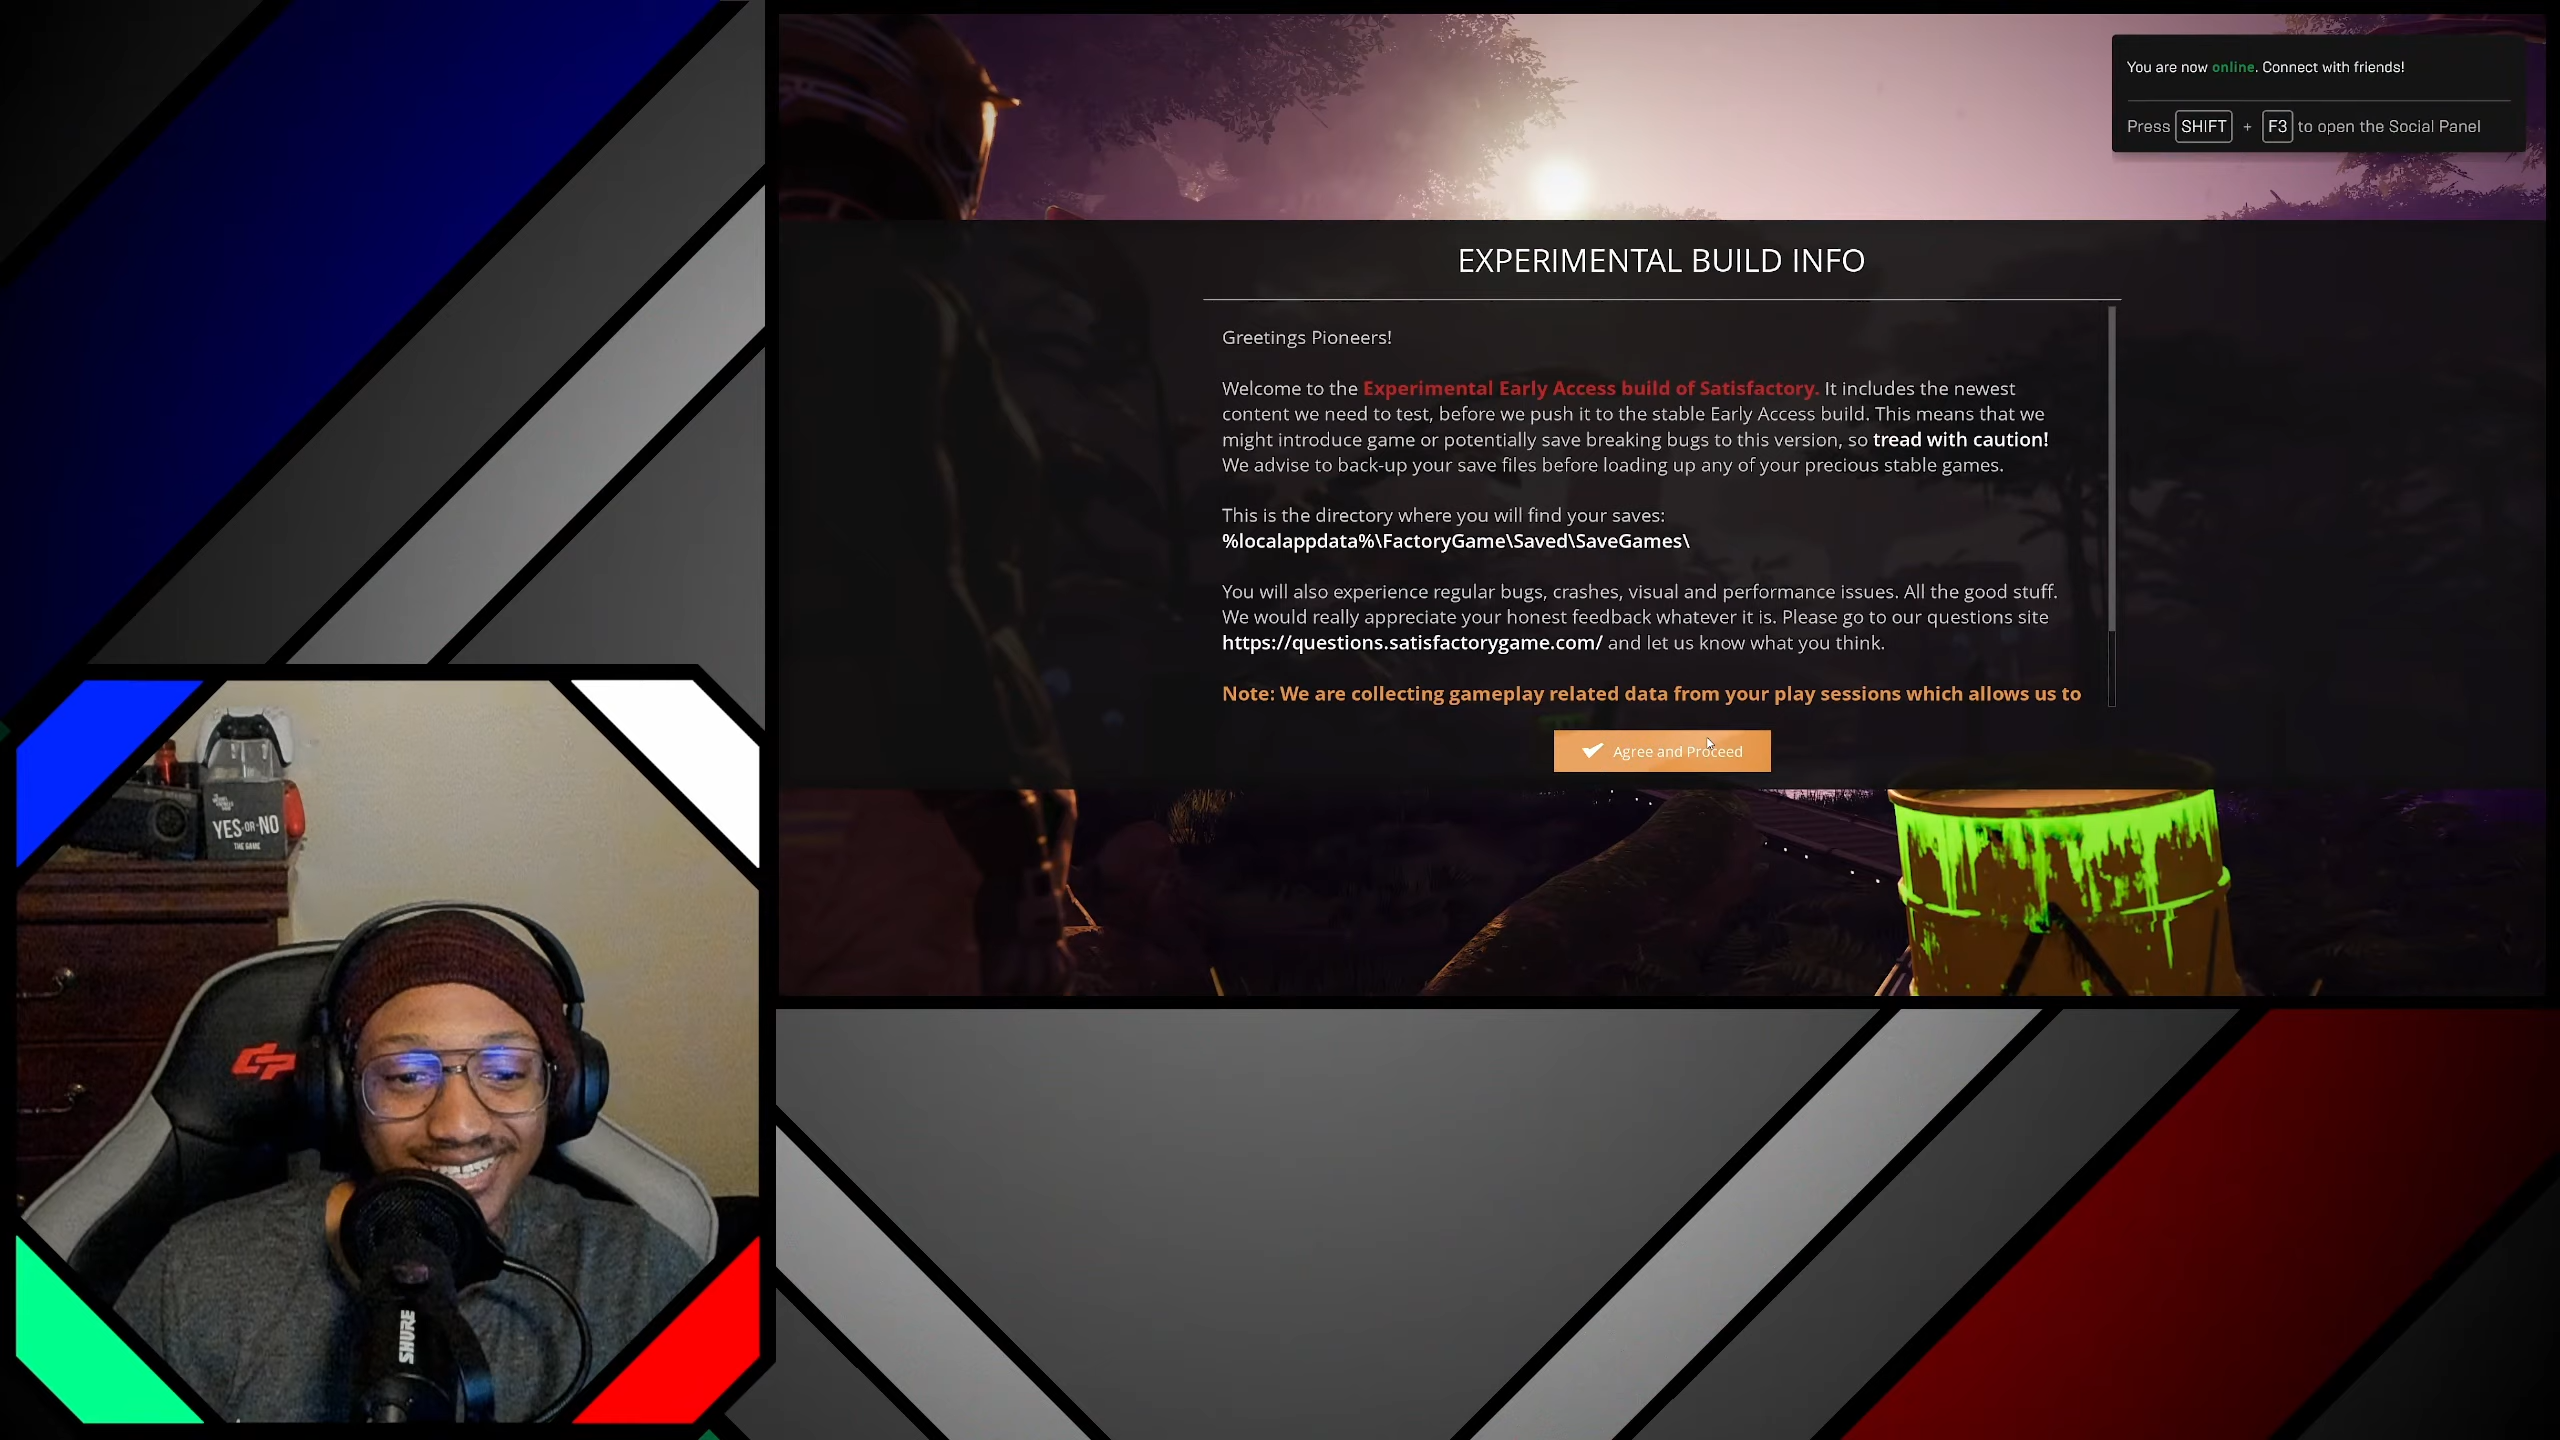 You are now online. Connect with friends!
Press SHIFT + F3 to open the Social Panel
EXPERIMENTAL BUILD INFO
Greetings Pioneers!
Welcome to the Experimental Early Access build of Satisfactory. It includes the newest
content we need to test, before we push it to the stable Early Access build. This means that we
might introduce game or potentially save breaking bugs to this version, so tread with caution!
We advise to back-up your save files before loading up any of your precious stable games.
This is the directory where you will find your saves:
%localappdata%\FactoryGame\Saved\SaveGames\
You will also experience regular bugs, crashes, visual and performance issues. All the good stuff.
We would really appreciate your honest feedback whatever it is. Please go to our questions site
https://questions.satisfactorygame.com/ and let us know what you think.
Note: We are collecting gameplay related data from your play sessions which allows us to
Agree and Proceed
YES-OR-NO
THE GAME
SHURE